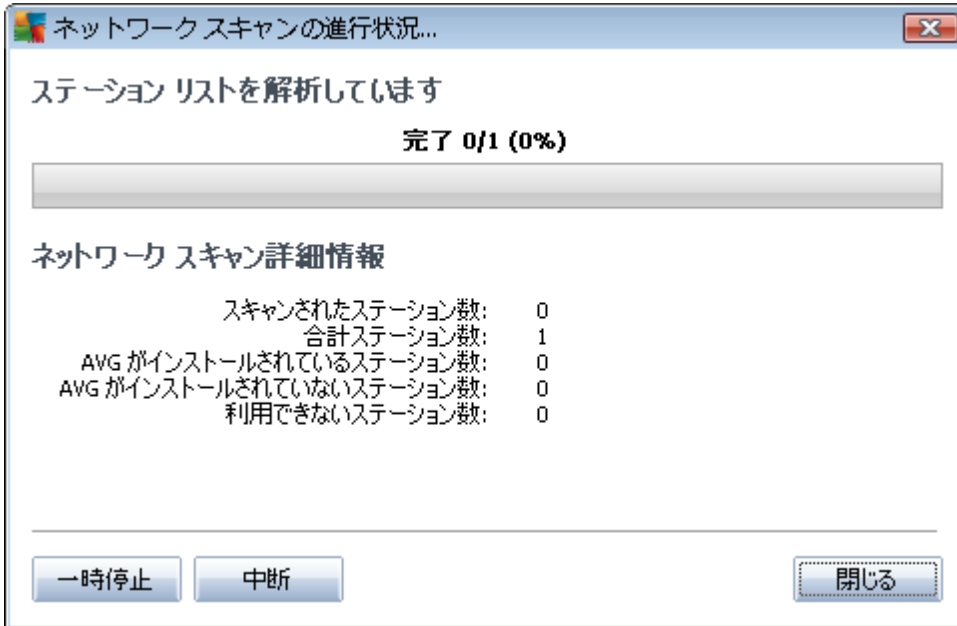 ネットワーク スキャンの進行状況...
ステーション リストを解析しています
完了 0/1 (0%)
ネットワーク スキャン詳細情報
スキャンされたステーション数: 0
合計ステーション数: 1
AVG がインストールされているステーション数: 0
AVG がインストールされていないステーション数: 0
利用できないステーション数: 0
一時停止 中断 閉じる